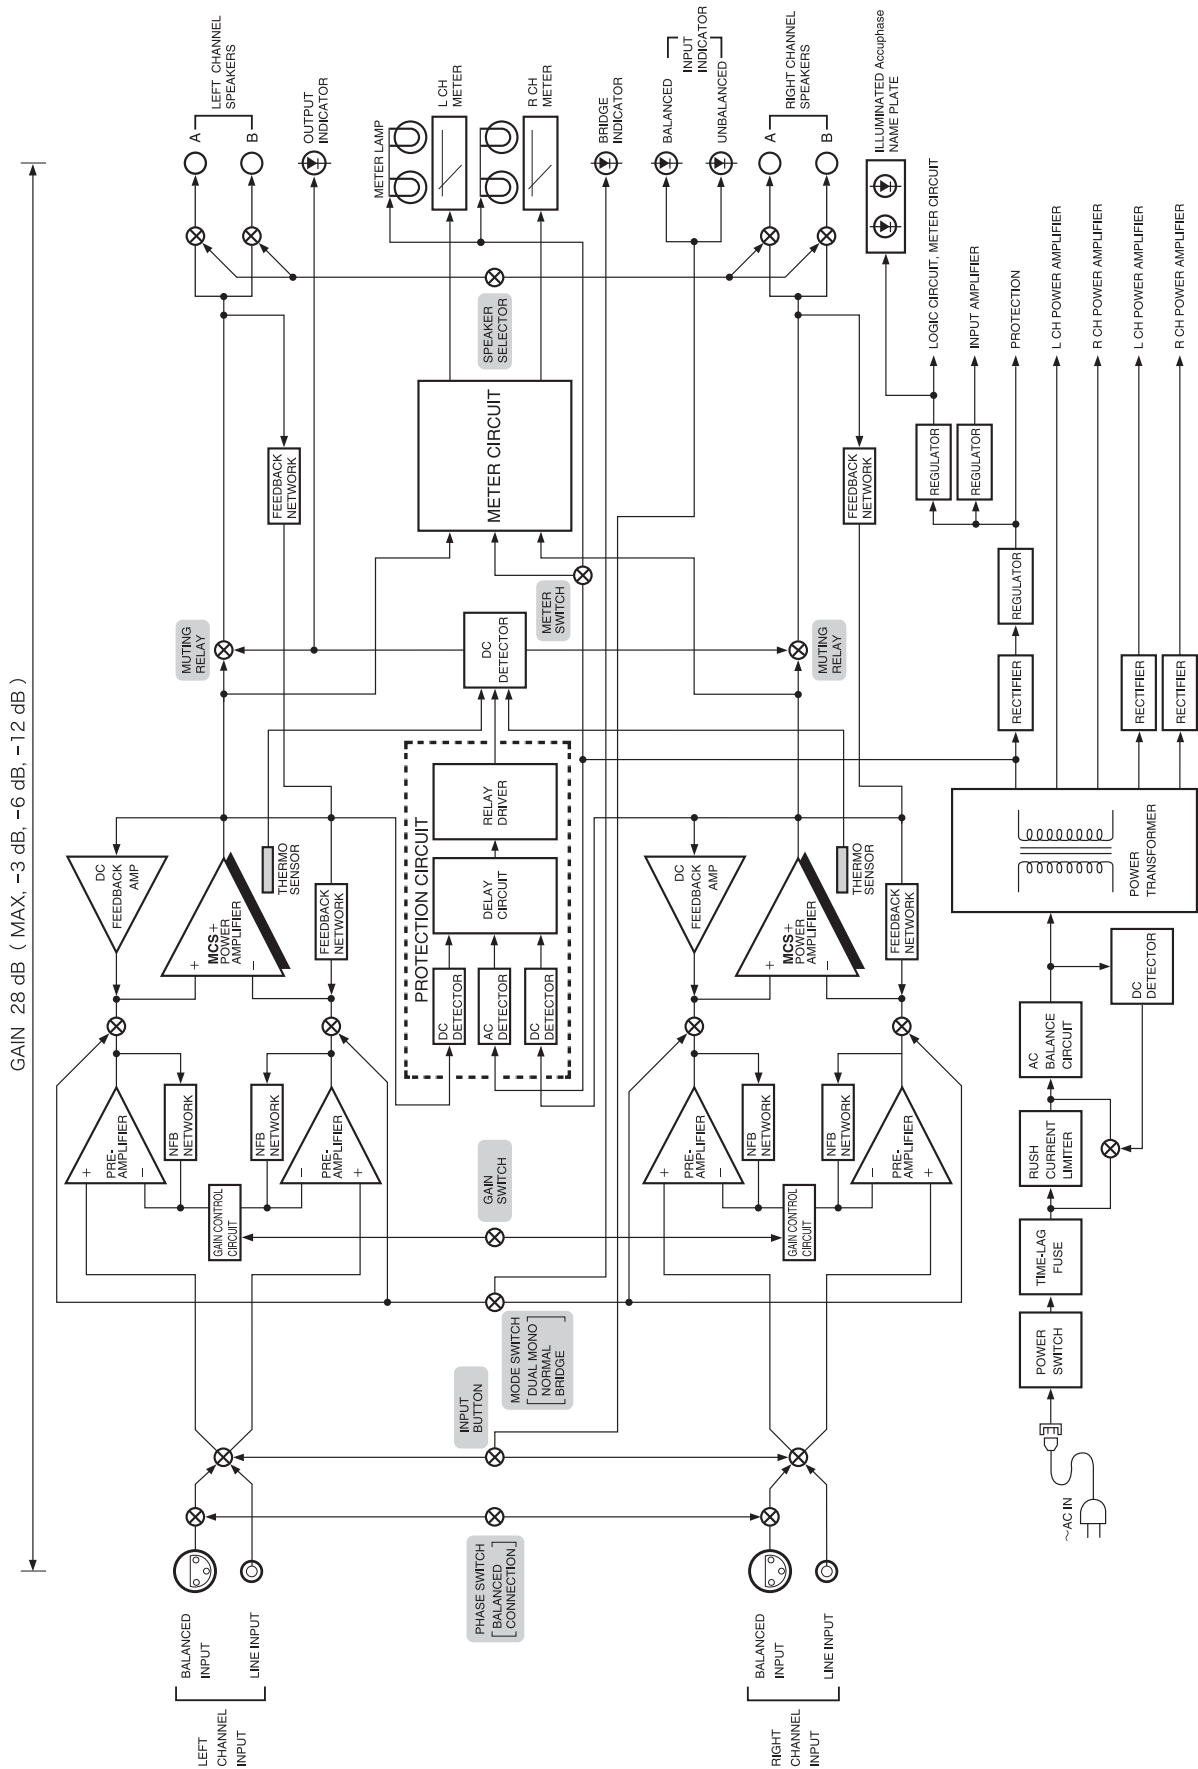 GAIN 28 dB ( MAX, −3 dB, −6 dB, −12 dB )
LEFT
CHANNEL
INPUT
BALANCED
INPUT
LINE INPUT
PHASE SWITCH
BALANCED
CONNECTION
INPUT
BUTTON
MODE SWITCH
DUAL MONO
NORMAL
BRIDGE
GAIN
SWITCH
GAIN CONTROL
CIRCUIT
PRE-
AMPLIFIER
+
−
NFB
NETWORK
NFB
NETWORK
PRE-
AMPLIFIER
−
+
DC
FEEDBACK
AMP
MCS+
POWER
AMPLIFIER
+
−
THERMO
SENSOR
FEEDBACK
NETWORK
PROTECTION CIRCUIT
DC
DETECTOR
AC
DETECTOR
DC
DETECTOR
DELAY
CIRCUIT
RELAY
DRIVER
DC
DETECTOR
MUTING
RELAY
METER
SWITCH
MUTING
RELAY
FEEDBACK
NETWORK
METER CIRCUIT
SPEAKER
SELECTOR
LEFT CHANNEL
SPEAKERS
A
B
OUTPUT
INDICATOR
METER LAMP
L CH
METER
R CH
METER
BRIDGE
INDICATOR
INPUT
INDICATOR
BALANCED
UNBALANCED
RIGHT CHANNEL
SPEAKERS
A
B
ILLUMINATED Accuphase
NAME PLATE
RIGHT
CHANNEL
INPUT
BALANCED
INPUT
LINE INPUT
GAIN CONTROL
CIRCUIT
PRE-
AMPLIFIER
+
−
NFB
NETWORK
NFB
NETWORK
PRE-
AMPLIFIER
−
+
DC
FEEDBACK
AMP
MCS+
POWER
AMPLIFIER
+
−
THERMO
SENSOR
FEEDBACK
NETWORK
FEEDBACK
NETWORK
~AC IN
POWER
SWITCH
TIME-LAG
FUSE
RUSH
CURRENT
LIMITER
AC
BALANCE
CIRCUIT
DC
DETECTOR
POWER
TRANSFORMER
RECTIFIER
RECTIFIER
RECTIFIER
REGULATOR
REGULATOR
REGULATOR
LOGIC CIRCUIT, METER CIRCUIT
INPUT AMPLIFIER
PROTECTION
L CH POWER AMPLIFIER
R CH POWER AMPLIFIER
L CH POWER AMPLIFIER
R CH POWER AMPLIFIER